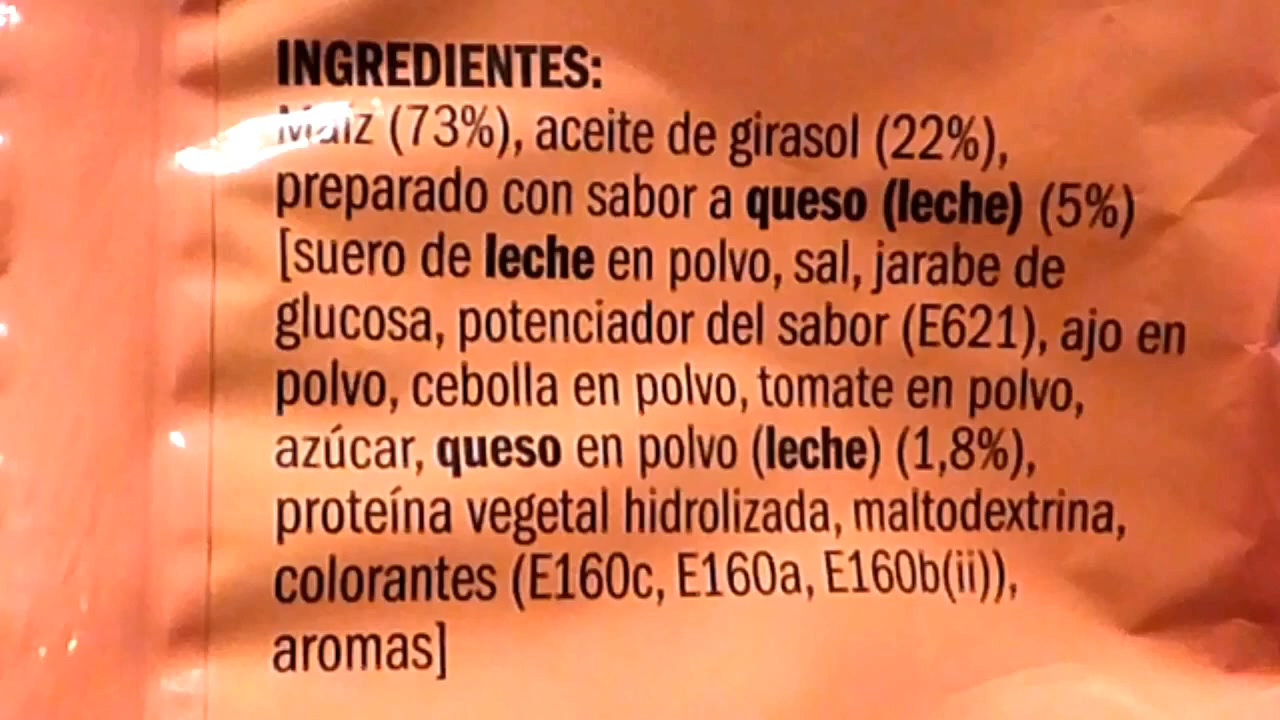 INGREDIENTES:
Maíz (73%), aceite de girasol (22%),
preparado con sabor a queso (leche) (5%)
[suero de leche en polvo, sal, jarabe de
glucosa, potenciador del sabor (E621), ajo en
polvo, cebolla en polvo, tomate en polvo,
azúcar, queso en polvo (leche) (1,8%),
proteína vegetal hidrolizada, maltodextrina,
colorantes (E160c, E160a, E160b(ii)),
aromas]